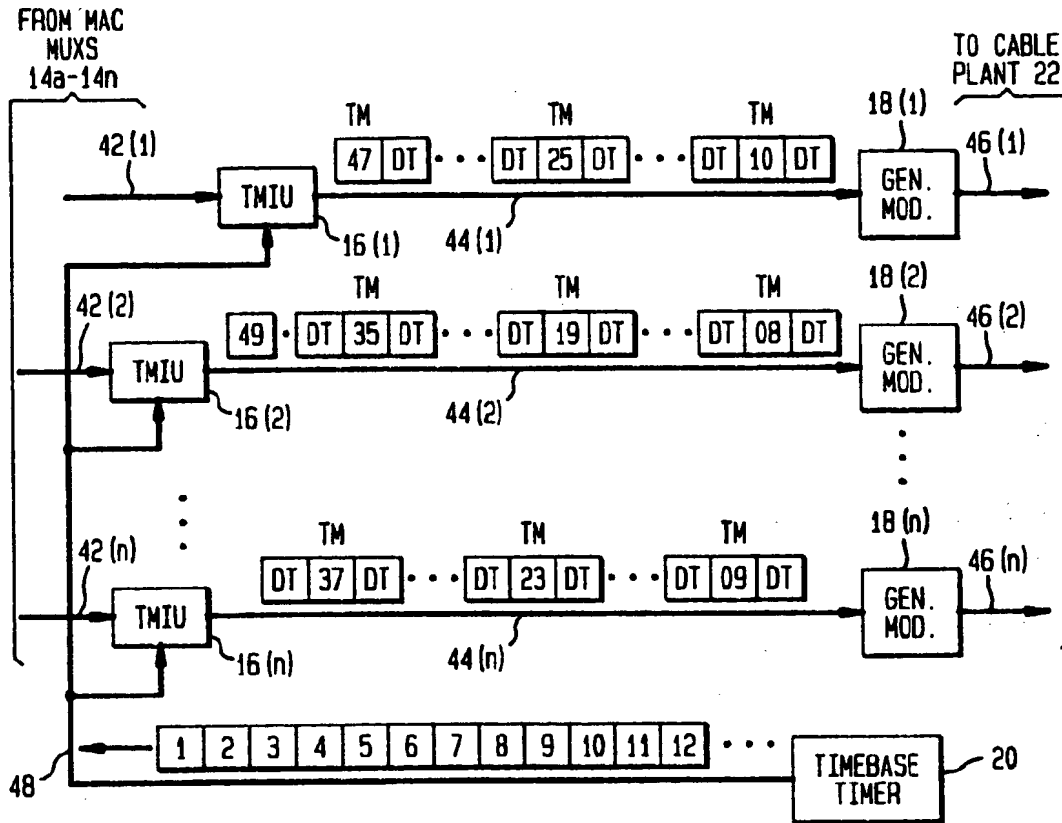 FROM MAC
MUXS
14a-14n
TO CABLE
PLANT 22
42(1)
TMIU
16(1)
TM TM TM
47 DT ··· DT 25 DT ··· DT 10 DT
44(1)
18(1)
GEN.
MOD.
46(1)
42(2)
TMIU
16(2)
TM TM TM
49 · DT 35 DT ··· DT 19 DT ··· DT 08 DT
44(2)
18(2)
GEN.
MOD.
46(2)
42(n)
TMIU
16(n)
TM TM TM
DT 37 DT ··· DT 23 DT ··· DT 09 DT
44(n)
18(n)
GEN.
MOD.
46(n)
48
1 2 3 4 5 6 7 8 9 10 11 12 ···
TIMEBASE
TIMER
20